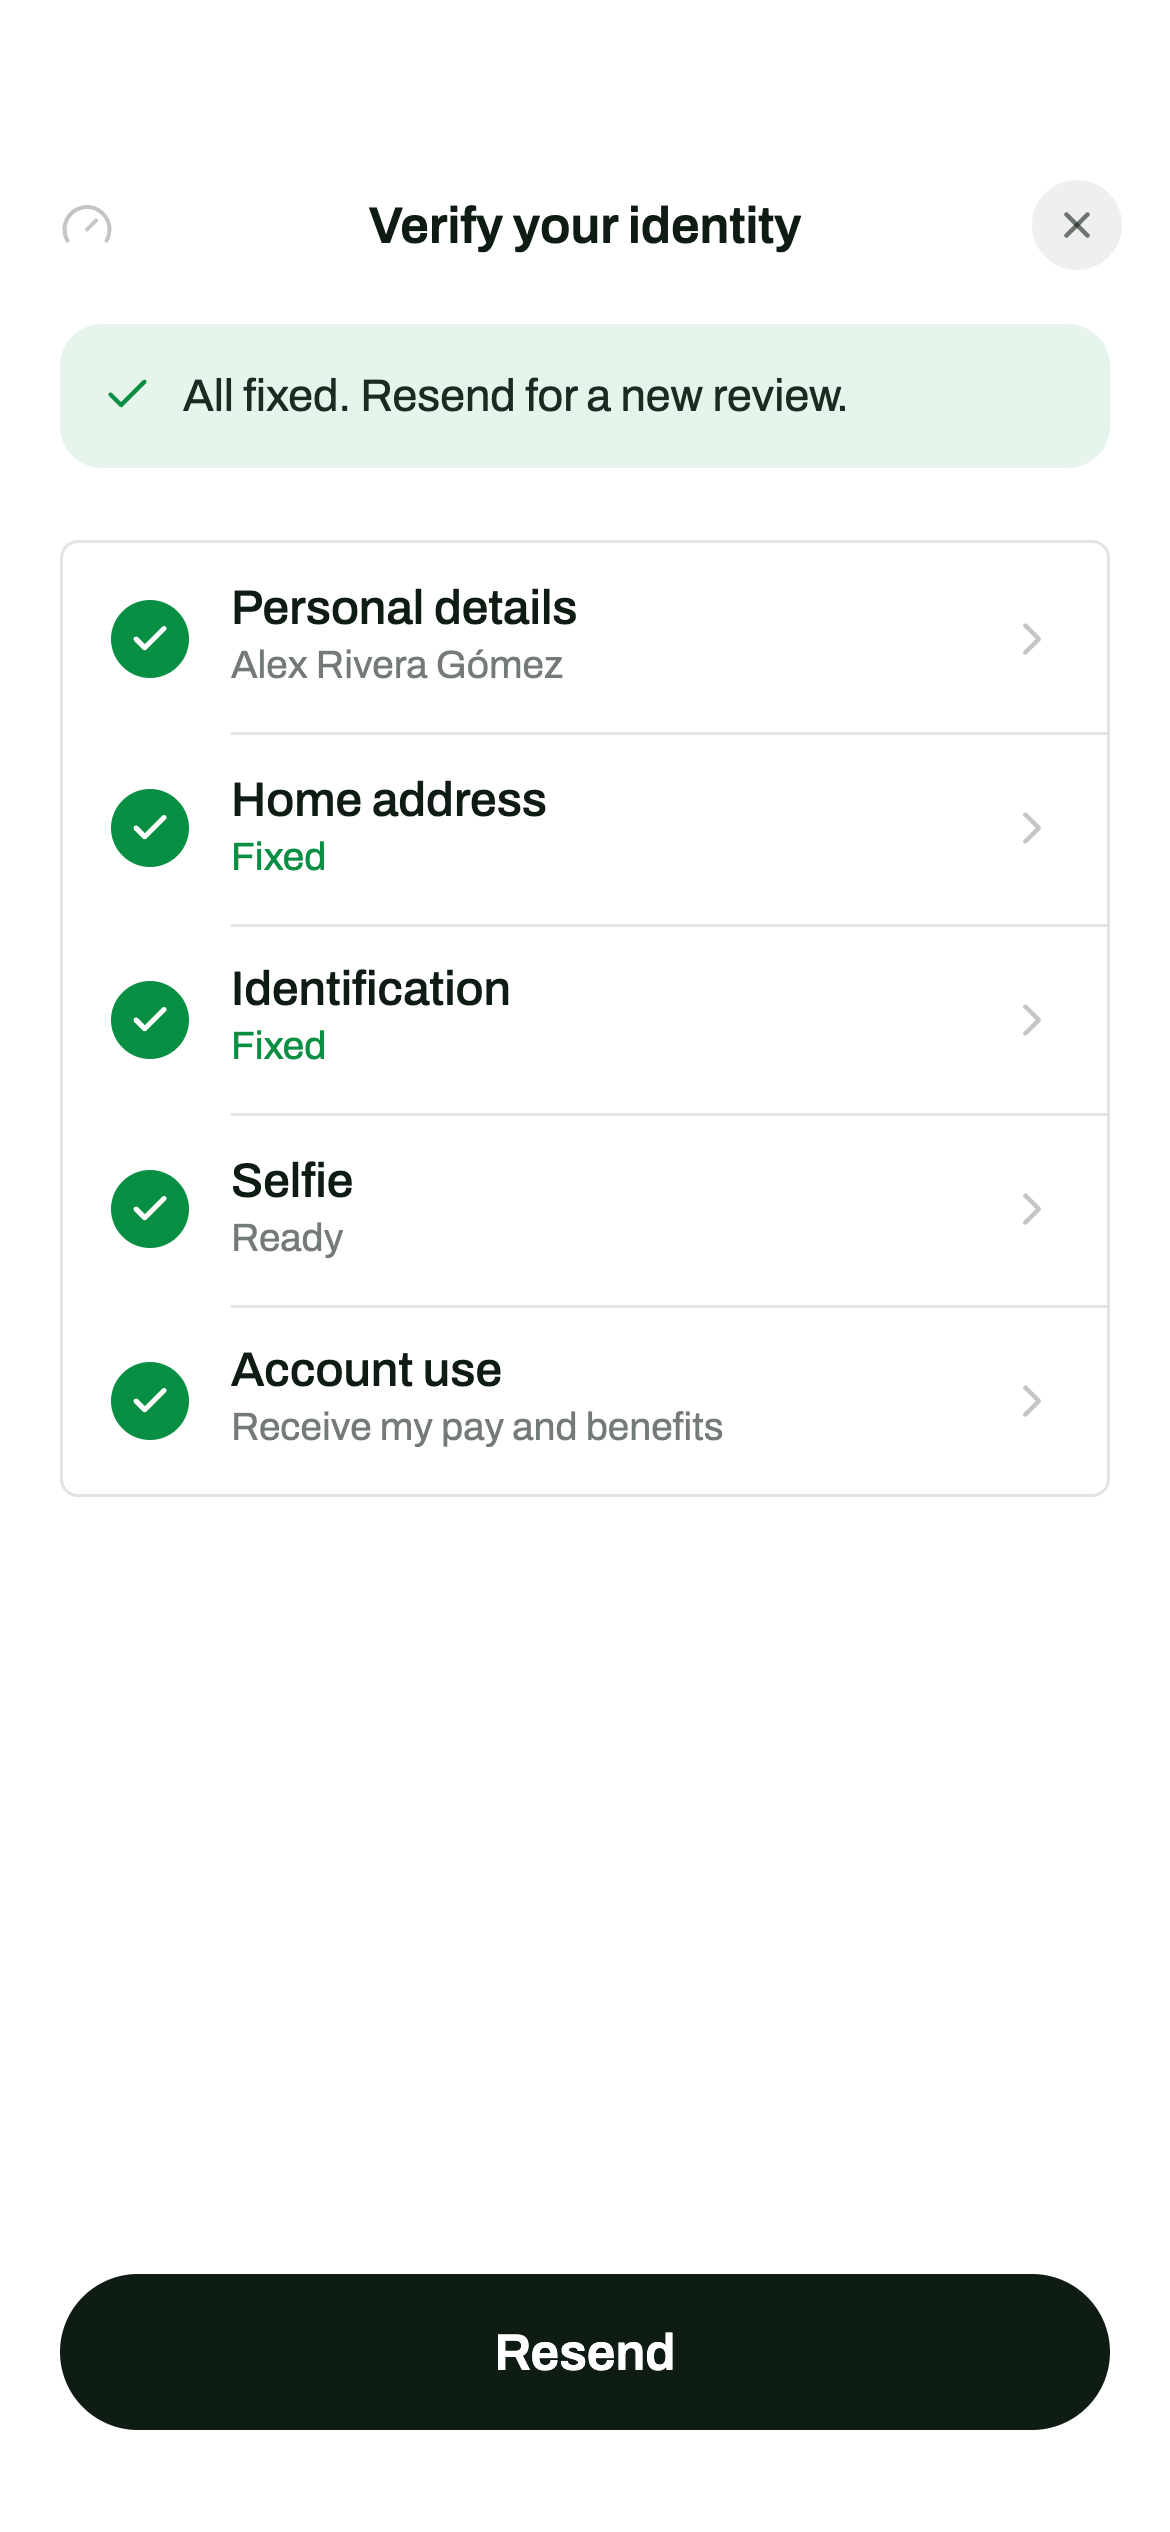 Verify your identity
All fixed. Resend for a new review.
Personal details
Alex Rivera Gómez
Home address
Fixed
Identification
Fixed
Selfie
Ready
Account use
Receive my pay and benefits
Resend